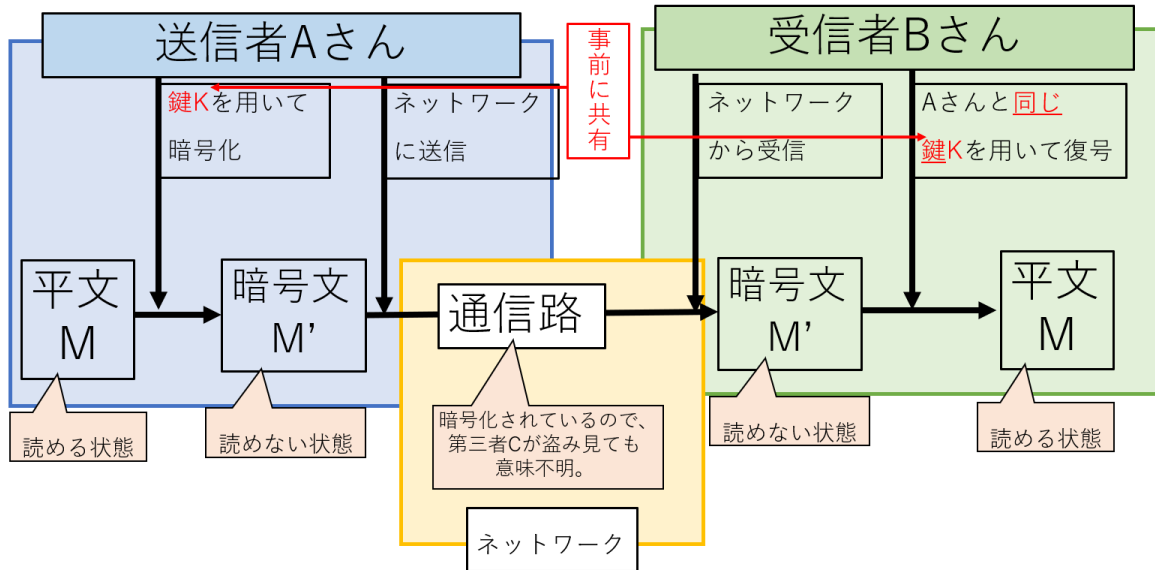 送信者Aさん
事前に共有
受信者Bさん
鍵Kを用いて
暗号化
ネットワーク
に送信
ネットワーク
から受信
Aさんと同じ
鍵Kを用いて復号
平文
M
暗号文
M’
通信路
暗号文
M’
平文
M
読める状態
読めない状態
暗号化されているので、
第三者Cが盗み見ても
意味不明。
読めない状態
読める状態
ネットワーク